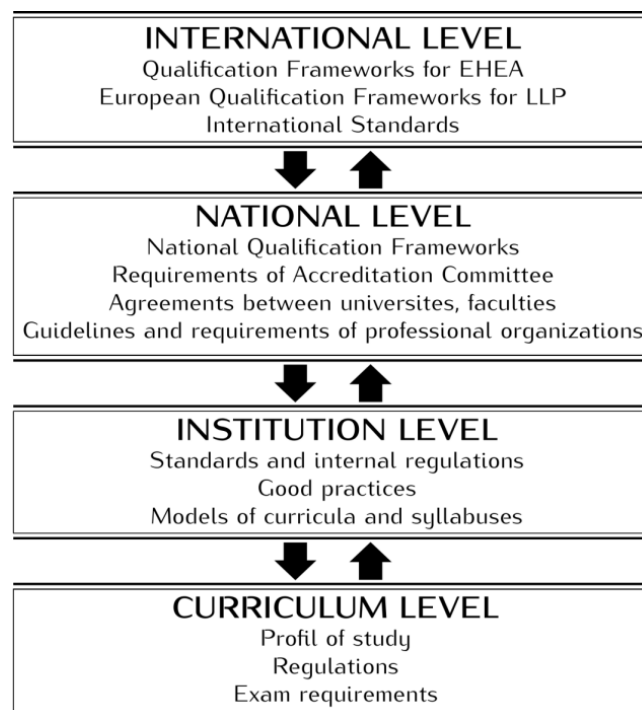 INTERNATIONAL LEVEL
Qualification Frameworks for EHEA
European Qualification Frameworks for LLP
International Standards
NATIONAL LEVEL
National Qualification Frameworks
Requirements of Accreditation Committee
Agreements between universites, faculties
Guidelines and requirements of professional organizations
INSTITUTION LEVEL
Standards and internal regulations
Good practices
Models of curricula and syllabuses
CURRICULUM LEVEL
Profil of study
Regulations
Exam requirements